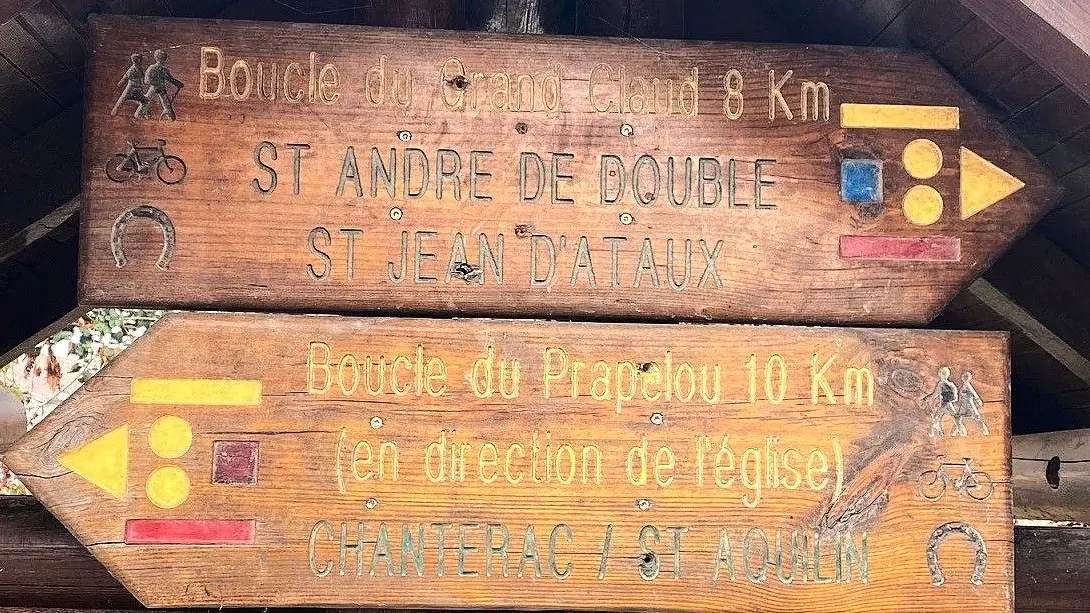 Boucle du Grand Claud 8 Km
ST ANDRE DE DOUBLE
ST JEAN D'ATAUX
Boucle du Prapelou 10 Km
(en direction de l'église)
CHANTERAC / ST AQUILIN